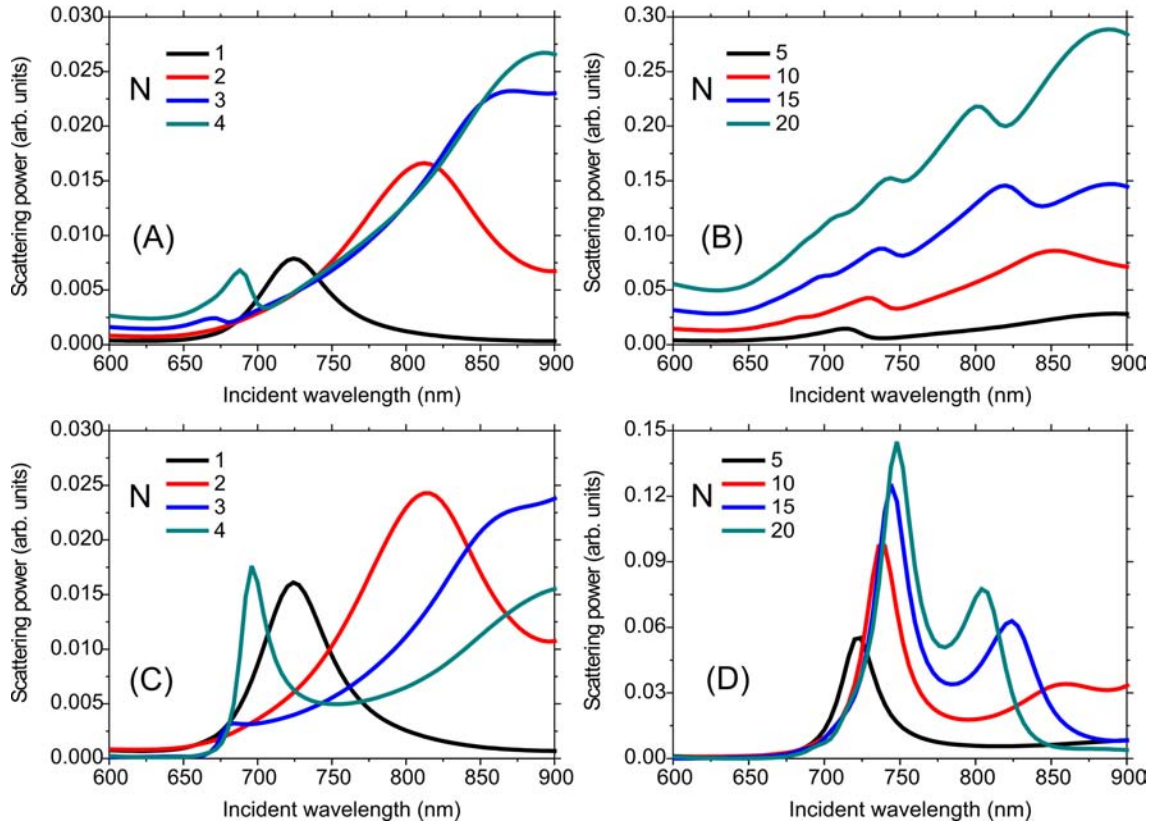 0.030
0.025
0.020
0.015
0.010
0.005
0.000
Scattering power (arb. units)
N
1
2
3
4
(A)
600 650 700 750 800 850 900
Incident wavelength (nm)
0.30
0.25
0.20
0.15
0.10
0.05
0.00
Scattering power (arb. units)
N
5
10
15
20
(B)
600 650 700 750 800 850 900
Incident wavelength (nm)
0.030
0.025
0.020
0.015
0.010
0.005
0.000
Scattering power (arb. units)
N
1
2
3
4
(C)
600 650 700 750 800 850 900
Incident wavelength (nm)
0.15
0.12
0.09
0.06
0.03
0.00
Scattering power (arb. units)
N
5
10
15
20
(D)
600 650 700 750 800 850 900
Incident wavelength (nm)